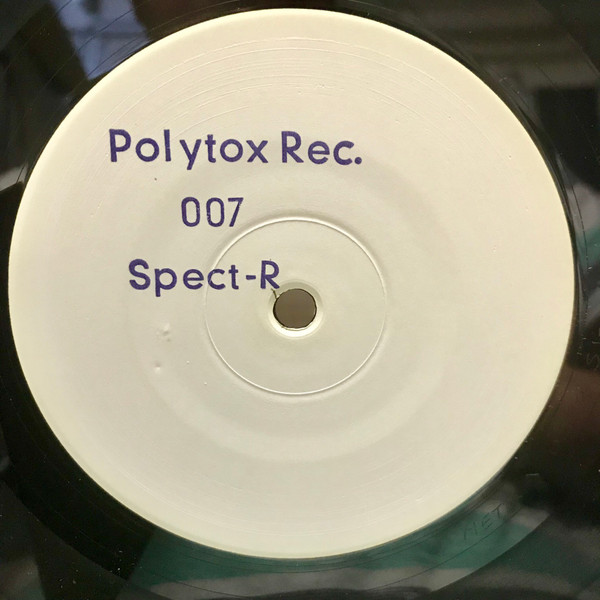 Polytox Rec.
007
Spect-R